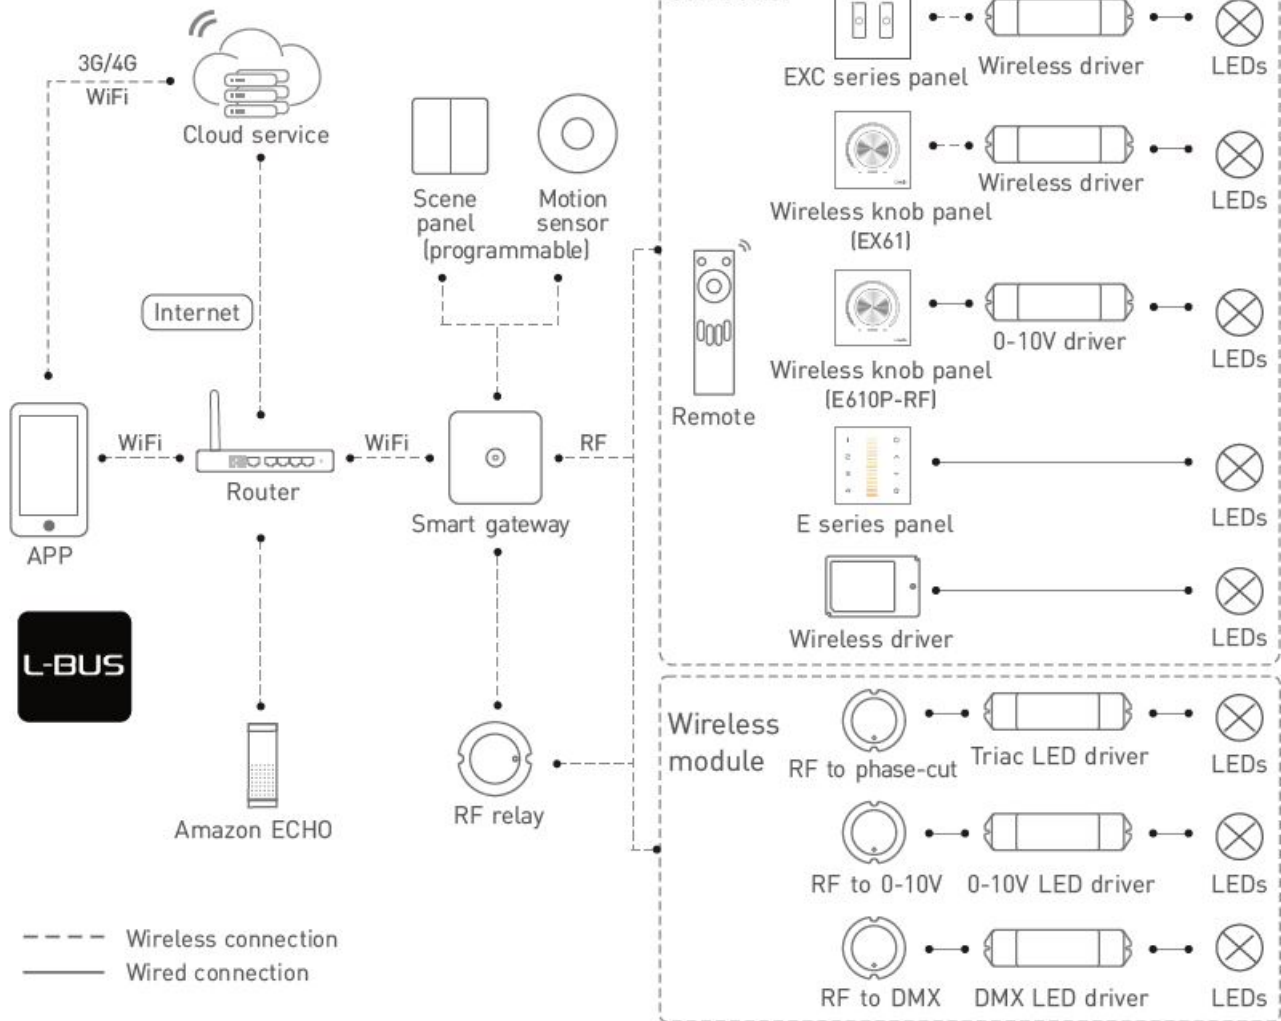 3G/4G
WiFi
Cloud service
Internet
Scene
panel
Motion
sensor
(programmable)
WiFi
WiFi
RF
APP
Router
Smart gateway
L-BUS
Amazon ECHO
RF relay
Wireless connection
Wired connection
Remote
EXC series panel
Wireless driver
LEDs
Wireless knob panel
(EX61)
Wireless driver
LEDs
Wireless knob panel
(E610P-RF)
0-10V driver
LEDs
E series panel
LEDs
Wireless driver
LEDs
Wireless
module
RF to phase-cut
Triac LED driver
LEDs
RF to 0-10V
0-10V LED driver
LEDs
RF to DMX
DMX LED driver
LEDs